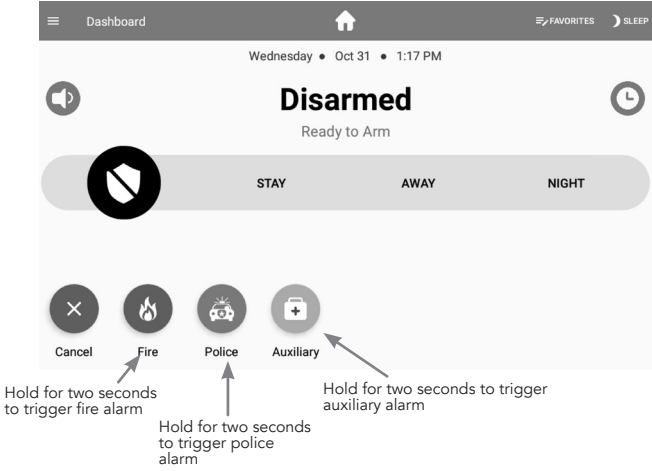 Dashboard
FAVORITES
SLEEP
Wednesday ● Oct 31 ● 1:17 PM
Disarmed
Ready to Arm
STAY
AWAY
NIGHT
Cancel
Fire
Police
Auxiliary
Hold for two seconds
to trigger fire alarm
Hold for two seconds
to trigger police
alarm
Hold for two seconds to trigger
auxiliary alarm